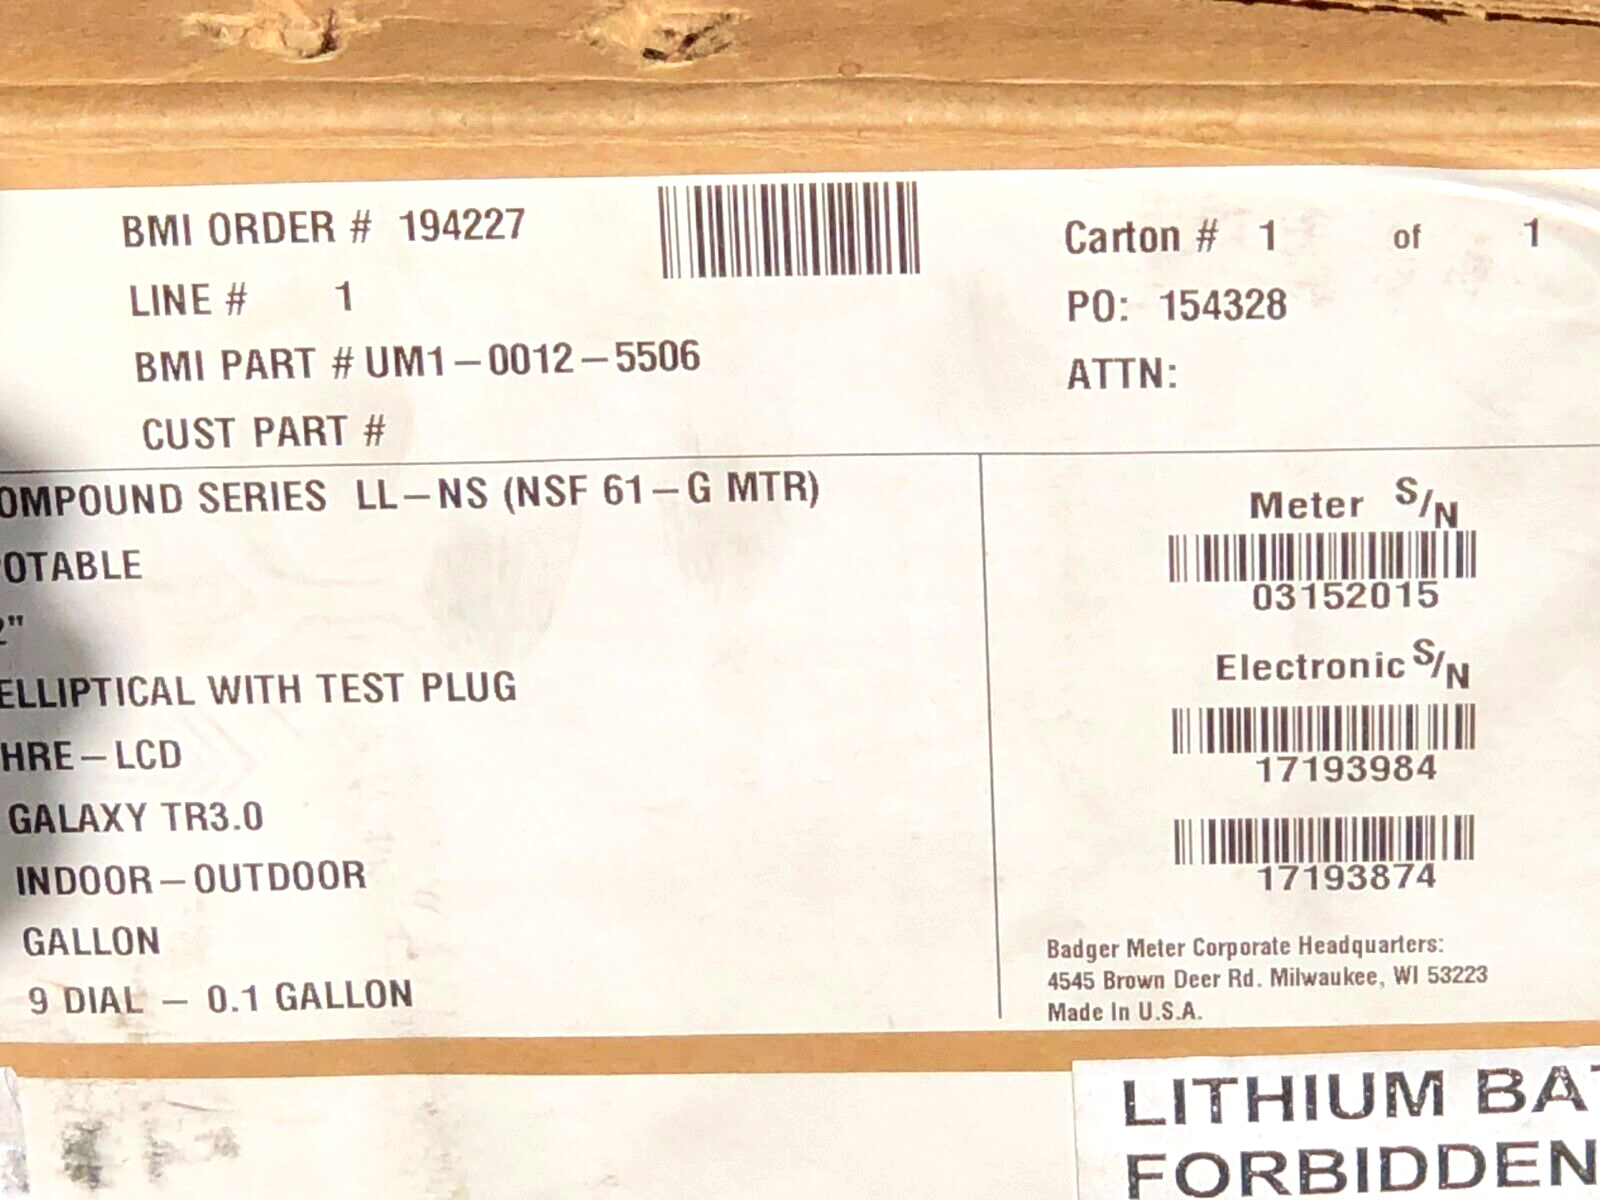 BMI ORDER # 194227
LINE # 1
BMI PART # UM1-0012-5506
CUST PART #
Carton # 1 of 1
PO: 154328
ATTN:
OMPOUND SERIES LL-NS (NSF 61-G MTR)
OTABLE
2"
ELLIPTICAL WITH TEST PLUG
HRE-LCD
GALAXY TR3.0
INDOOR-OUTDOOR
GALLON
9 DIAL - 0.1 GALLON
Meter S/N
03152015
Electronic S/N
17193984
17193874
Badger Meter Corporate Headquarters:
4545 Brown Deer Rd. Milwaukee, WI 53223
Made In U.S.A.
LITHIUM BAT
FORBIDDEN